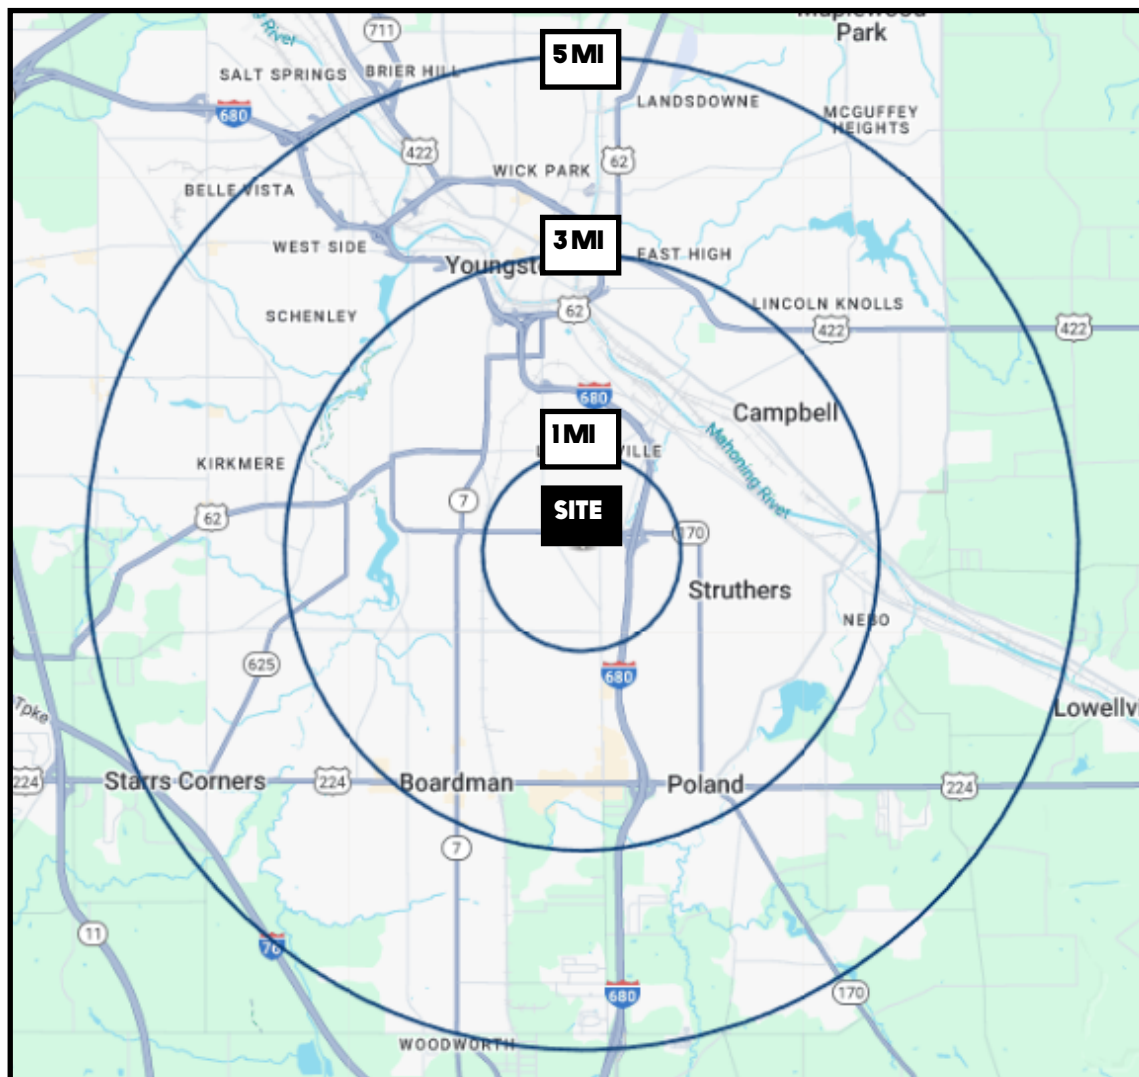 Maplewood
Park
711
5 MI
SALT SPRINGS
BRIER HILL
LANDSDOWNE
680
MCGUFFEY
HEIGHTS
422
62
WICK PARK
BELLE VISTA
3 MI
WEST SIDE
EAST HIGH
LINCOLN KNOLLS
SCHENLEY
62
422
422
680
Campbell
1 MI
Mahoning River
KIRKMERE
7
SITE
62
170
Struthers
NEBO
625
680
Tpke
224
Starrs Corners
224
Boardman
Poland
224
7
11
76
680
170
WOODWORTH